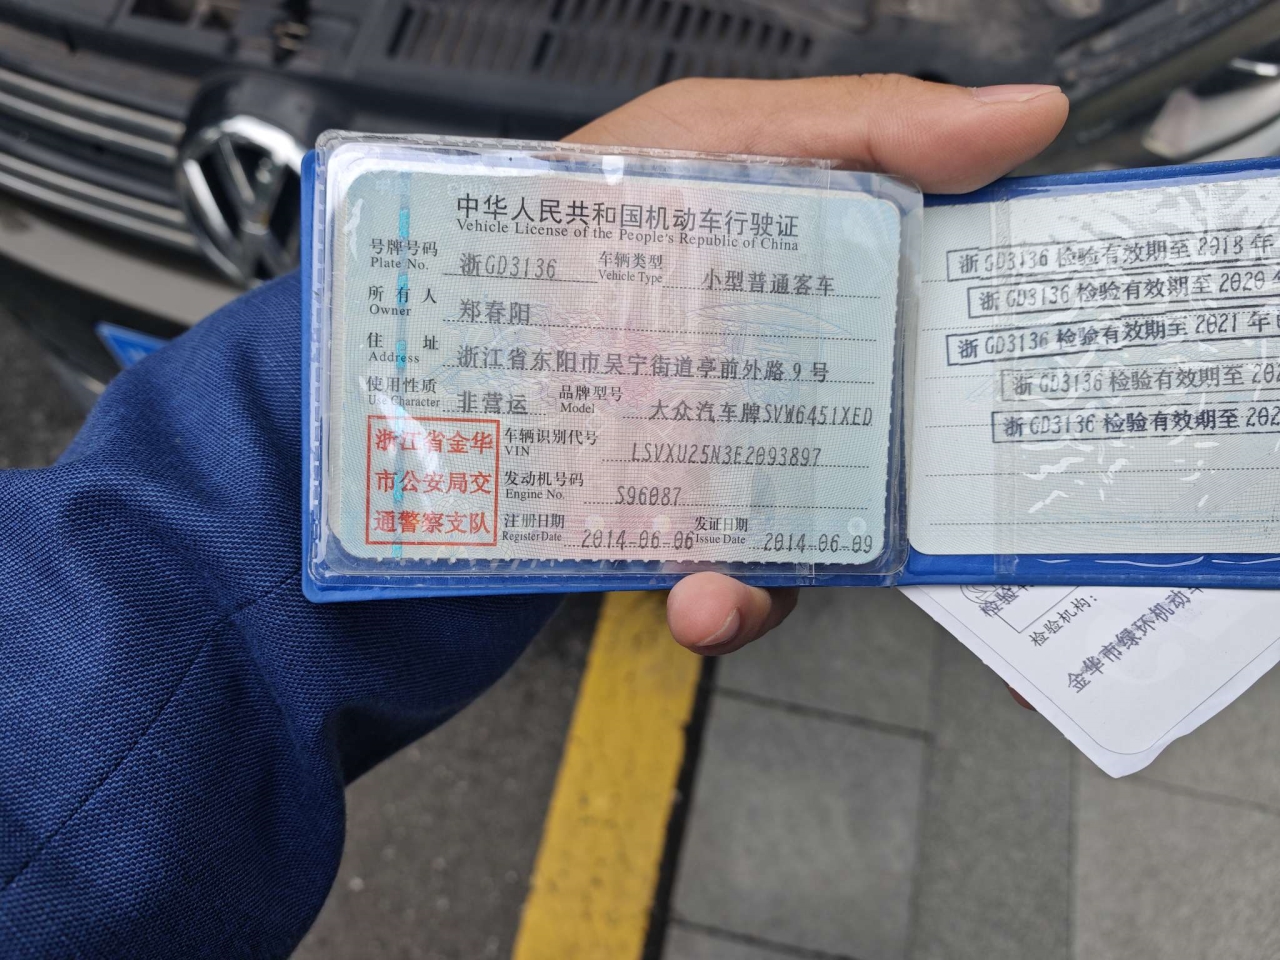 中华人民共和国机动车行驶证
Vehicle License of the People's Republic of China
号牌号码 浙GD3136 车辆类型 小型普通客车
Plate No. Vehicle Type
所有人 郑春阳
Owner
住址 浙江省东阳市吴宁街道亭前外路9号
Address
使用性质 非营运 品牌型号 大众汽车牌SVW6451XED
Use Character Model
浙江省金华
市公安局交
通警察支队
车辆识别代号 LSVXU25N3E2093897
VIN
发动机号码 S96087
Engine No.
注册日期 2014-06-06 发证日期 2014-06-09
Register Date Issue Date
浙GD3136检验有效期至2018年
浙GD3136检验有效期至2020
浙GD3136检验有效期至2021年
浙GD3136检验有效期至
浙GD3136检验有效期至
检验
检验机构：
金华市绿环机动车